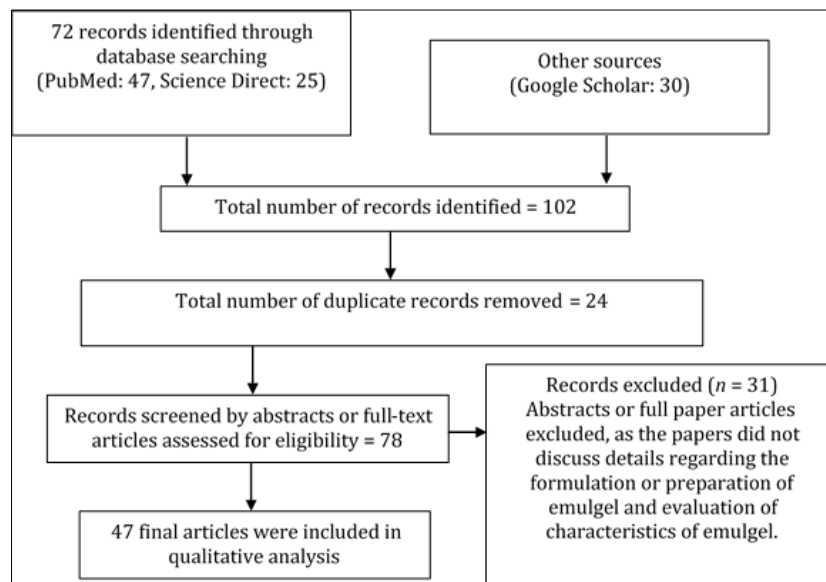 72 records identified through
database searching
(PubMed: 47, Science Direct: 25)
Other sources
(Google Scholar: 30)
Total number of records identified = 102
Total number of duplicate records removed = 24
Records screened by abstracts or full-text
articles assessed for eligibility = 78
Records excluded (n = 31)
Abstracts or full paper articles
excluded, as the papers did not
discuss details regarding the
formulation or preparation of
emulgel and evaluation of
characteristics of emulgel.
47 final articles were included in
qualitative analysis